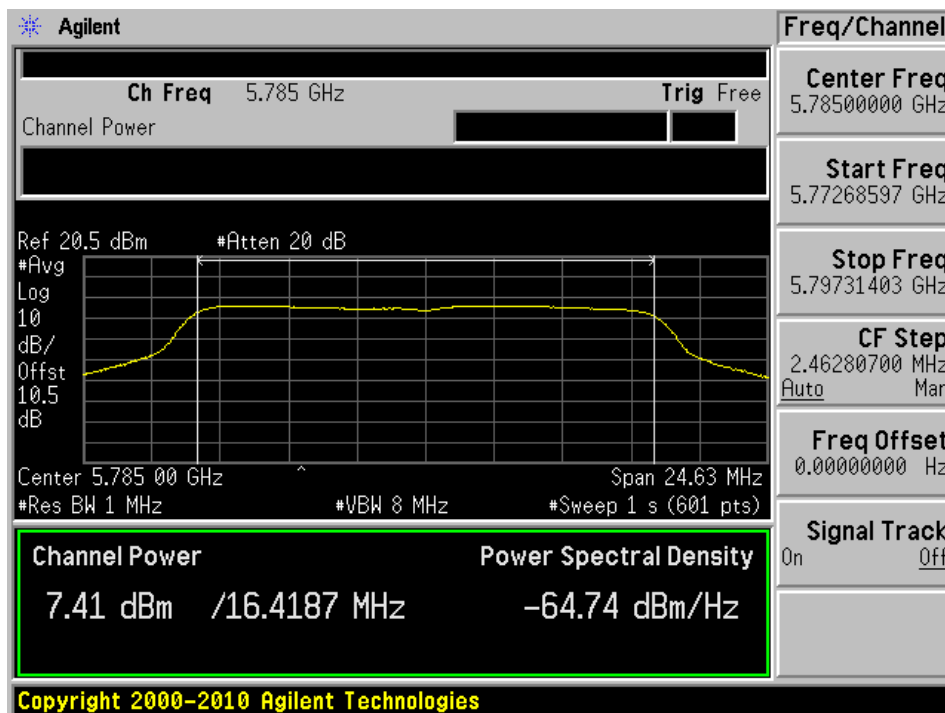 Agilent
Freq/Channel
Ch Freq 5.785 GHz Trig Free
Channel Power
Ref 20.5 dBm #Atten 20 dB
#Avg
Log
10
dB/
Offst
10.5
dB
Center 5.785 00 GHz ^ Span 24.63 MHz
#Res BW 1 MHz #VBW 8 MHz #Sweep 1 s (601 pts)
Channel Power Power Spectral Density
7.41 dBm /16.4187 MHz -64.74 dBm/Hz
Center Freq
5.78500000 GHz
Start Freq
5.77268597 GHz
Stop Freq
5.79731403 GHz
CF Step
2.46280700 MHz
Auto Man
Freq Offset
0.00000000 Hz
Signal Track
On Off
Copyright 2000-2010 Agilent Technologies